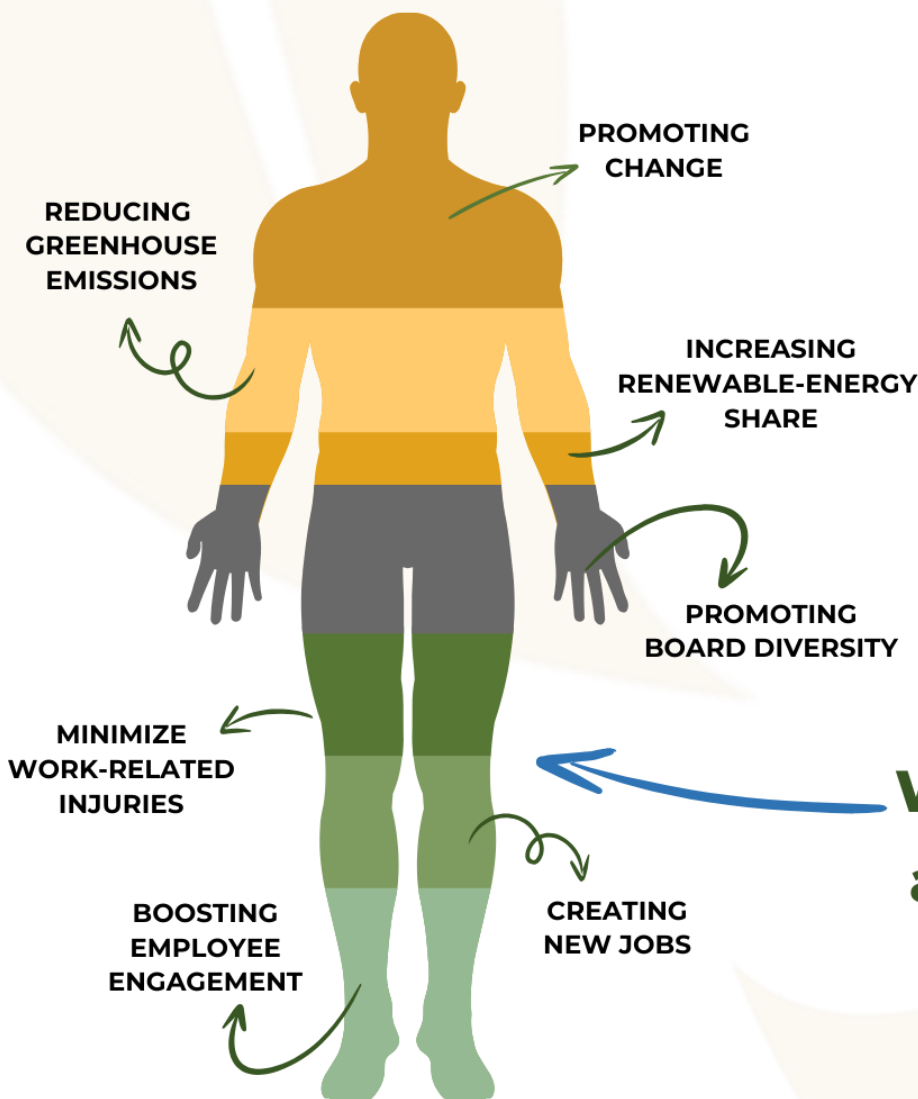 PROMOTING
CHANGE
REDUCING
GREENHOUSE
EMISSIONS
INCREASING
RENEWABLE-ENERGY
SHARE
PROMOTING
BOARD DIVERSITY
MINIMIZE
WORK-RELATED
INJURIES
CREATING
NEW JOBS
BOOSTING
EMPLOYEE
ENGAGEMENT